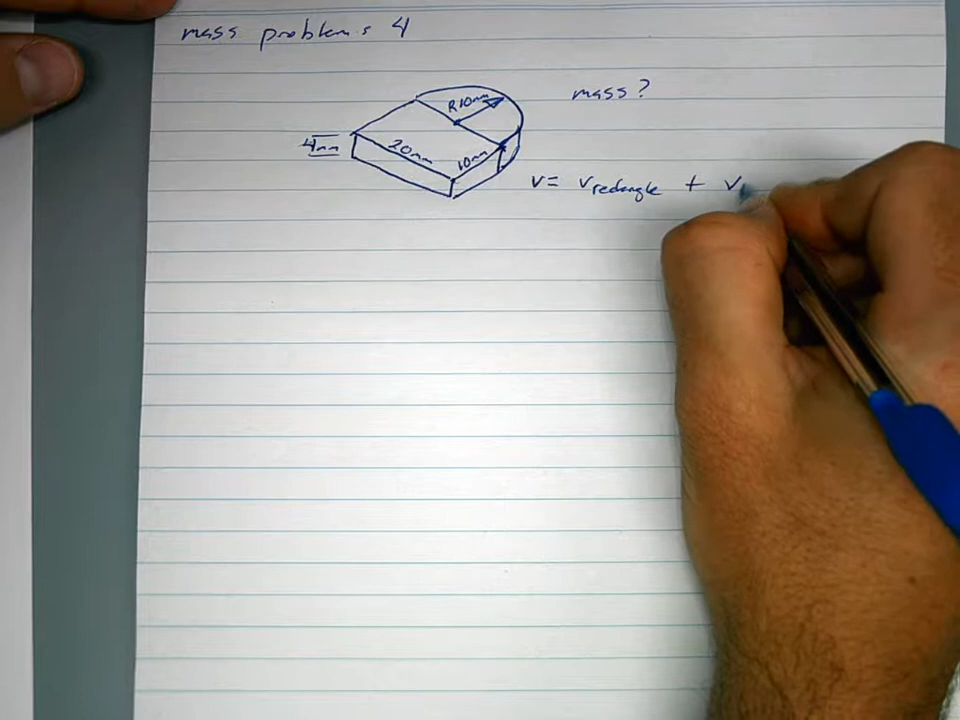 mass problems 4
R10mm
mass?
4mm
20mm
10mm
V= Vrectangle + V